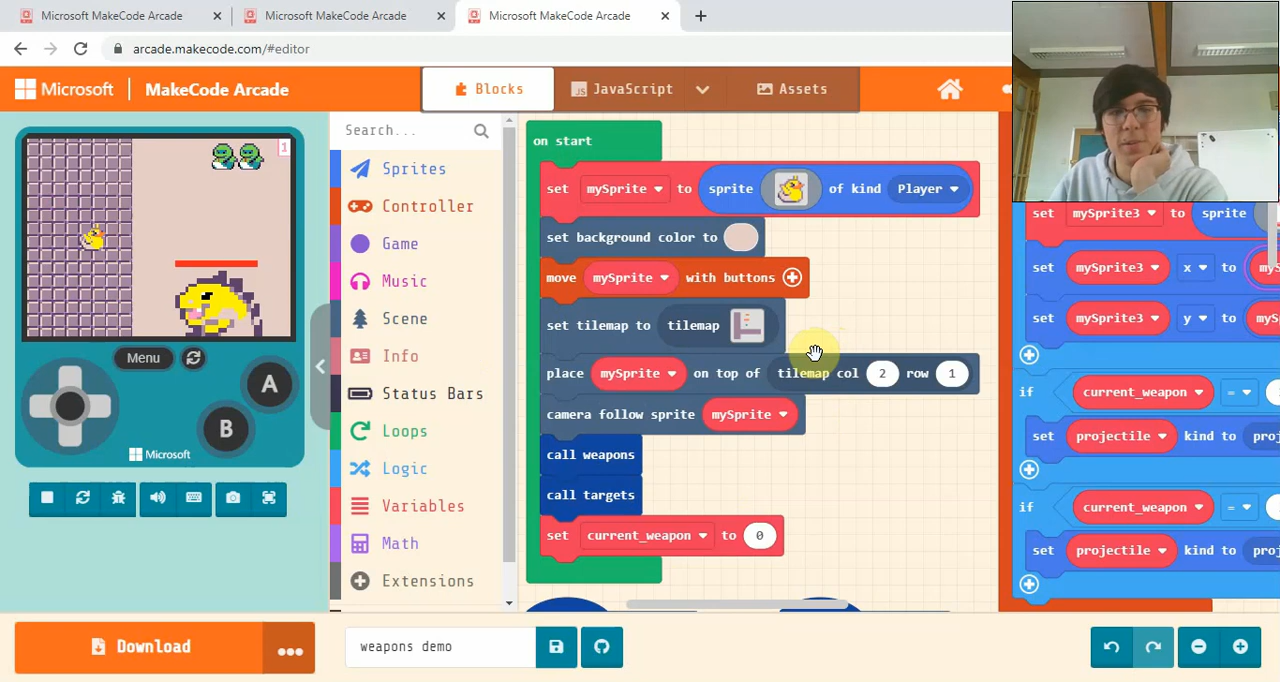 Microsoft MakeCode Arcade
Microsoft MakeCode Arcade
Microsoft MakeCode Arcade
arcade.makecode.com/#editor
Microsoft
MakeCode Arcade
Blocks
JavaScript
Assets
1
Menu
A
B
Microsoft
Search...
Sprites
Controller
Game
Music
Scene
Info
Status Bars
Loops
Logic
Variables
Math
Extensions
on start
set mySprite to sprite of kind Player
set background color to
move mySprite with buttons
set tilemap to tilemap
place mySprite on top of tilemap col 2 row 1
camera follow sprite mySprite
call weapons
call targets
set current_weapon to 0
set mySprite3 to sprite
set mySprite3 x to
set mySprite3 y to
if current_weapon =
set projectile kind to
if current_weapon =
set projectile kind to
Download
weapons demo